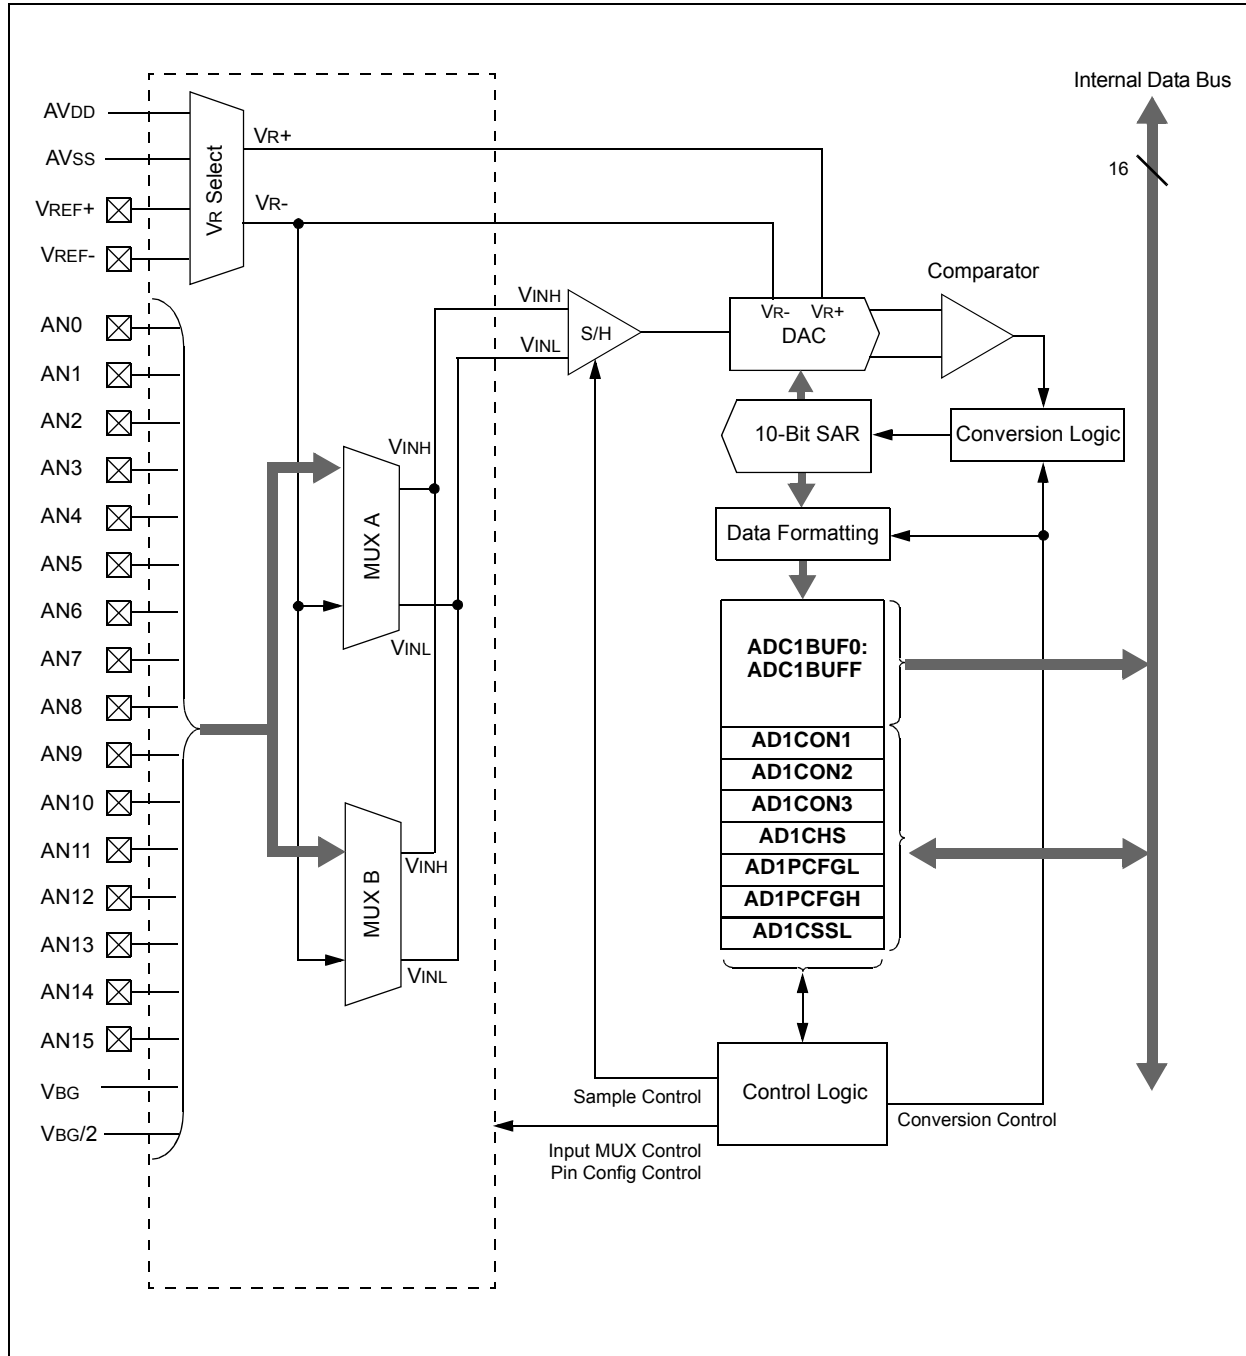 Internal Data Bus
16
AVDD
AVSS
VREF+
VREF-
VR Select
VR+
VR-
Comparator
VINH
VINL
S/H
VR- VR+
DAC
10-Bit SAR
Conversion Logic
Data Formatting
AN0
AN1
AN2
AN3
AN4
AN5
AN6
AN7
AN8
AN9
AN10
AN11
AN12
AN13
AN14
AN15
VBG
VBG/2
VINH
MUX A
VINL
VINH
MUX B
VINL
ADC1BUF0:
ADC1BUFF
AD1CON1
AD1CON2
AD1CON3
AD1CHS
AD1PCFGL
AD1PCFGH
AD1CSSL
Control Logic
Sample Control
Conversion Control
Input MUX Control
Pin Config Control